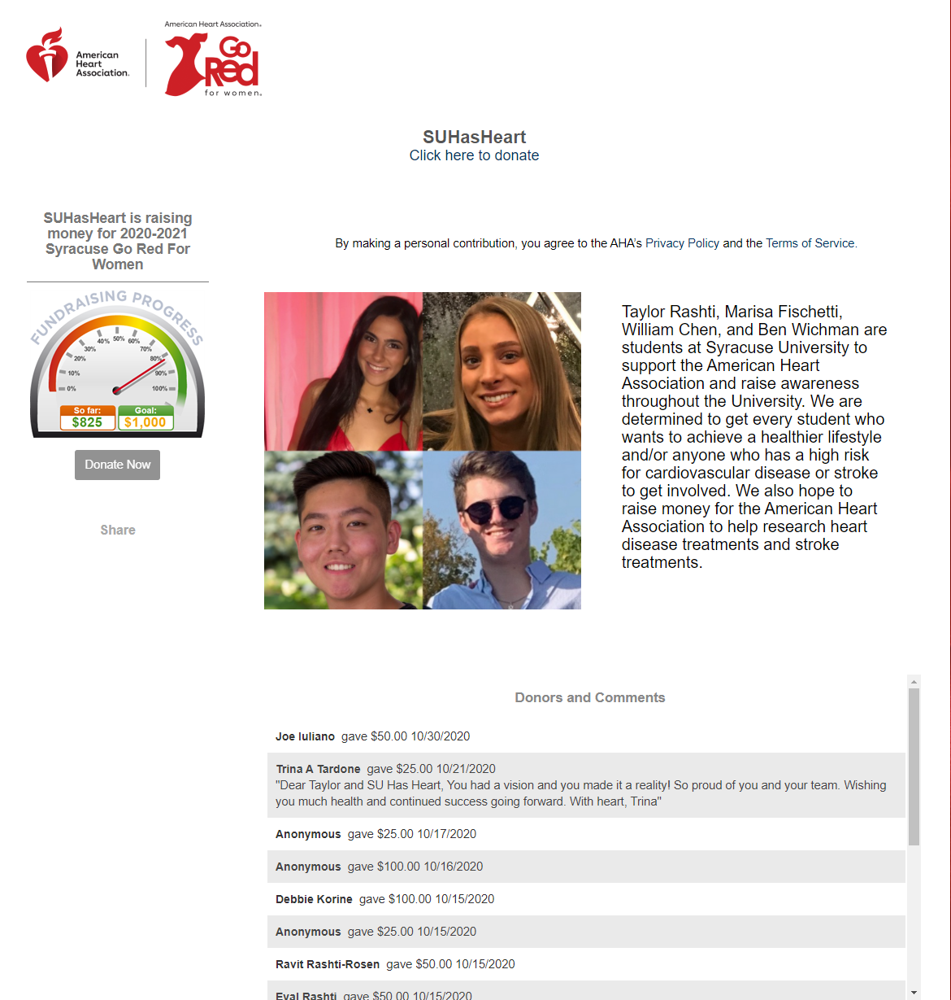 American Heart Association®
American
Heart
Association®
Go
Red
for women®
SUHasHeart
Click here to donate
SUHasHeart is raising
money for 2020-2021
Syracuse Go Red For
Women
FUNDRAISING PROGRESS
0%
10%
20%
30%
40%
50%
60%
70%
80%
90%
100%
So far:
$825
Goal:
$1,000
Donate Now
Share
By making a personal contribution, you agree to the AHA's Privacy Policy and the Terms of Service.
Taylor Rashti, Marisa Fischetti,
William Chen, and Ben Wichman are
students at Syracuse University to
support the American Heart
Association and raise awareness
throughout the University. We are
determined to get every student who
wants to achieve a healthier lifestyle
and/or anyone who has a high risk
for cardiovascular disease or stroke
to get involved. We also hope to
raise money for the American Heart
Association to help research heart
disease treatments and stroke
treatments.
Donors and Comments
Joe Iuliano gave $50.00 10/30/2020
Trina A Tardone gave $25.00 10/21/2020
"Dear Taylor and SU Has Heart, You had a vision and you made it a reality! So proud of you and your team. Wishing
you much health and continued success going forward. With heart, Trina"
Anonymous gave $25.00 10/17/2020
Anonymous gave $100.00 10/16/2020
Debbie Korine gave $100.00 10/15/2020
Anonymous gave $25.00 10/15/2020
Ravit Rashti-Rosen gave $50.00 10/15/2020
Eyal Rashti gave $50.00 10/15/2020